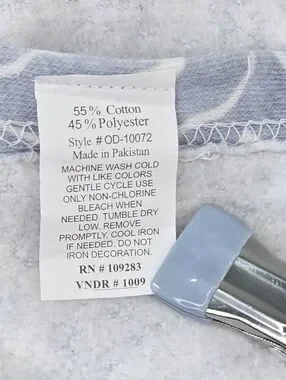 55% Cotton
45% Polyester
Style # OD-10072
Made in Pakistan
MACHINE WASH COLD
WITH LIKE COLORS
GENTLE CYCLE USE
ONLY NON-CHLORINE
BLEACH WHEN
NEEDED. TUMBLE DRY
LOW. REMOVE
PROMPTLY. COOL IRON
IF NEEDED. DO NOT
IRON DECORATION.
RN # 109283
VNDR # 1009